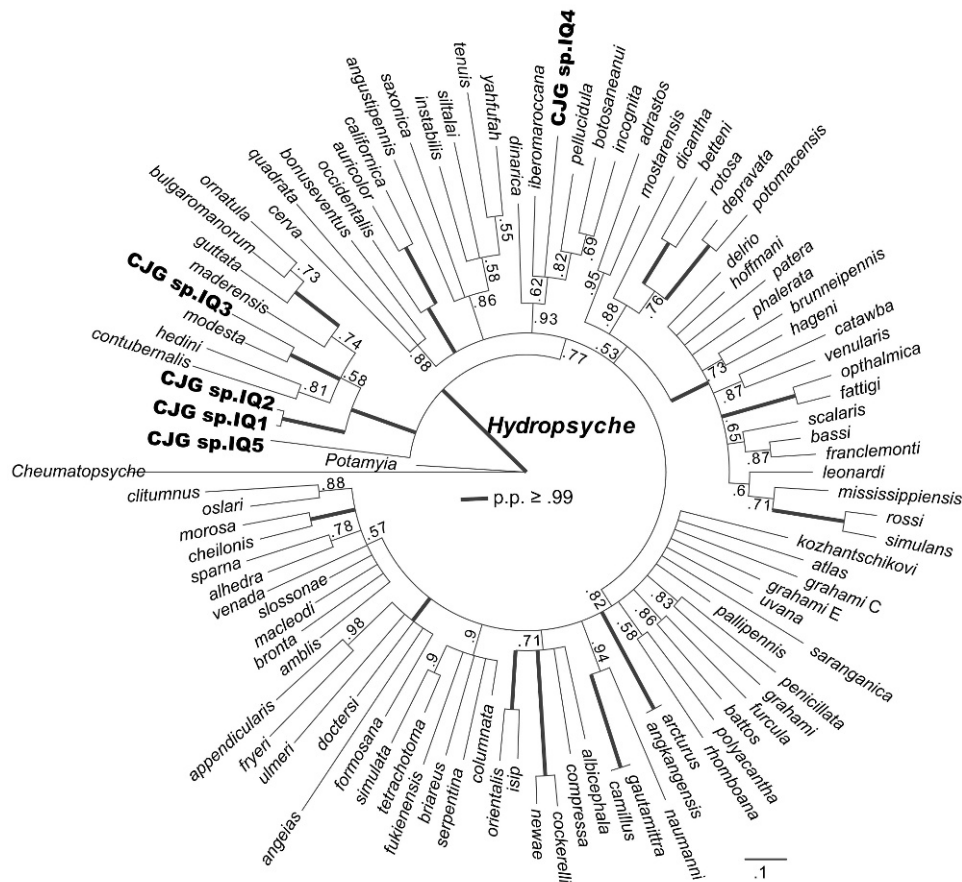 CJG sp.IQ4
tenuis
yahfufah
siltalai
instabilis
saxonica
angustipennis
californica
auricolor
occidentalis
bonuseventus
quadrata
cerva
ornatula
bulgaromanorum
guttata
maderensis
CJG sp.IQ3
modesta
hedini
contubernalis
CJG sp.IQ2
CJG sp.IQ1
CJG sp.IQ5
Potamyia
Cheumatopsyche
dinarica
iberomaroccana
pellucidula
botosaneanui
incognita
adrastos
mostarensis
dicantha
betteni
rotosa
depravata
potomacensis
delrio
hoffmani
patera
phalerata
brunneipennis
hageni
catawba
venularis
opthalmica
fattigi
scalaris
bassi
franclemonti
leonardi
mississippiensis
rossi
simulans
kozhantschikovi
atlas
grahami C
grahami E
uvana
saranganica
pallipennis
penicillata
grahami
furcula
battos
polyacantha
rhomboana
arcturus
angkangensis
naumanni
gautamittra
camillus
albicephala
compressa
cockerelli
newae
isip
orientalis
columnata
serpentina
briareus
fukienensis
tetrachotoma
simulata
formosana
angeias
doctersi
ulmeri
fryeri
appendicularis
amblis
bronta
macleodi
slossonae
venada
alhedra
sparna
cheilonis
morosa
oslari
clitumnus
Hydropsyche
p.p. ≥ .99
.55
.58
.86
.62
.82
.69
.93
.95
.88
.76
.53
.77
.73
.87
.65
.87
.6
.71
.73
.74
.58
.81
.88
.88
.78
.57
.98
.9
.9
.71
.94
.82
.58
.86
.83
.1